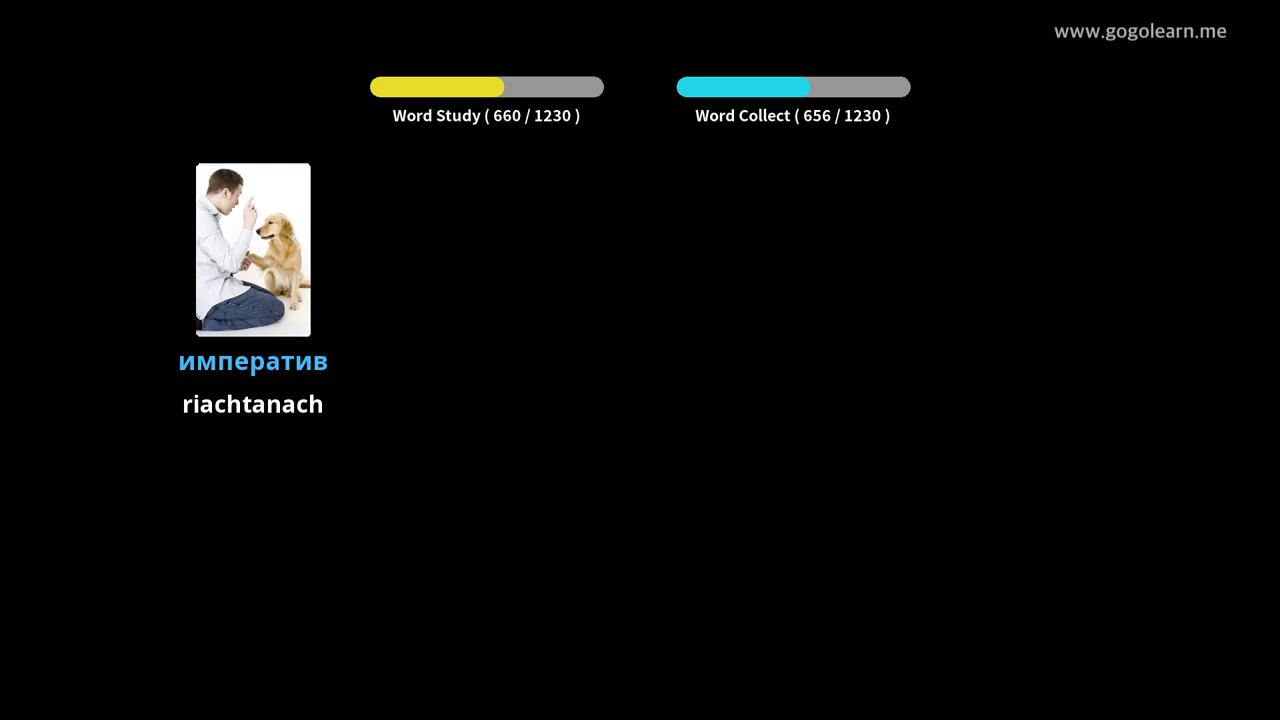 www.gogolearn.me
Word Study ( 660 / 1230 )
Word Collect ( 656 / 1230 )
императив
riachtanach